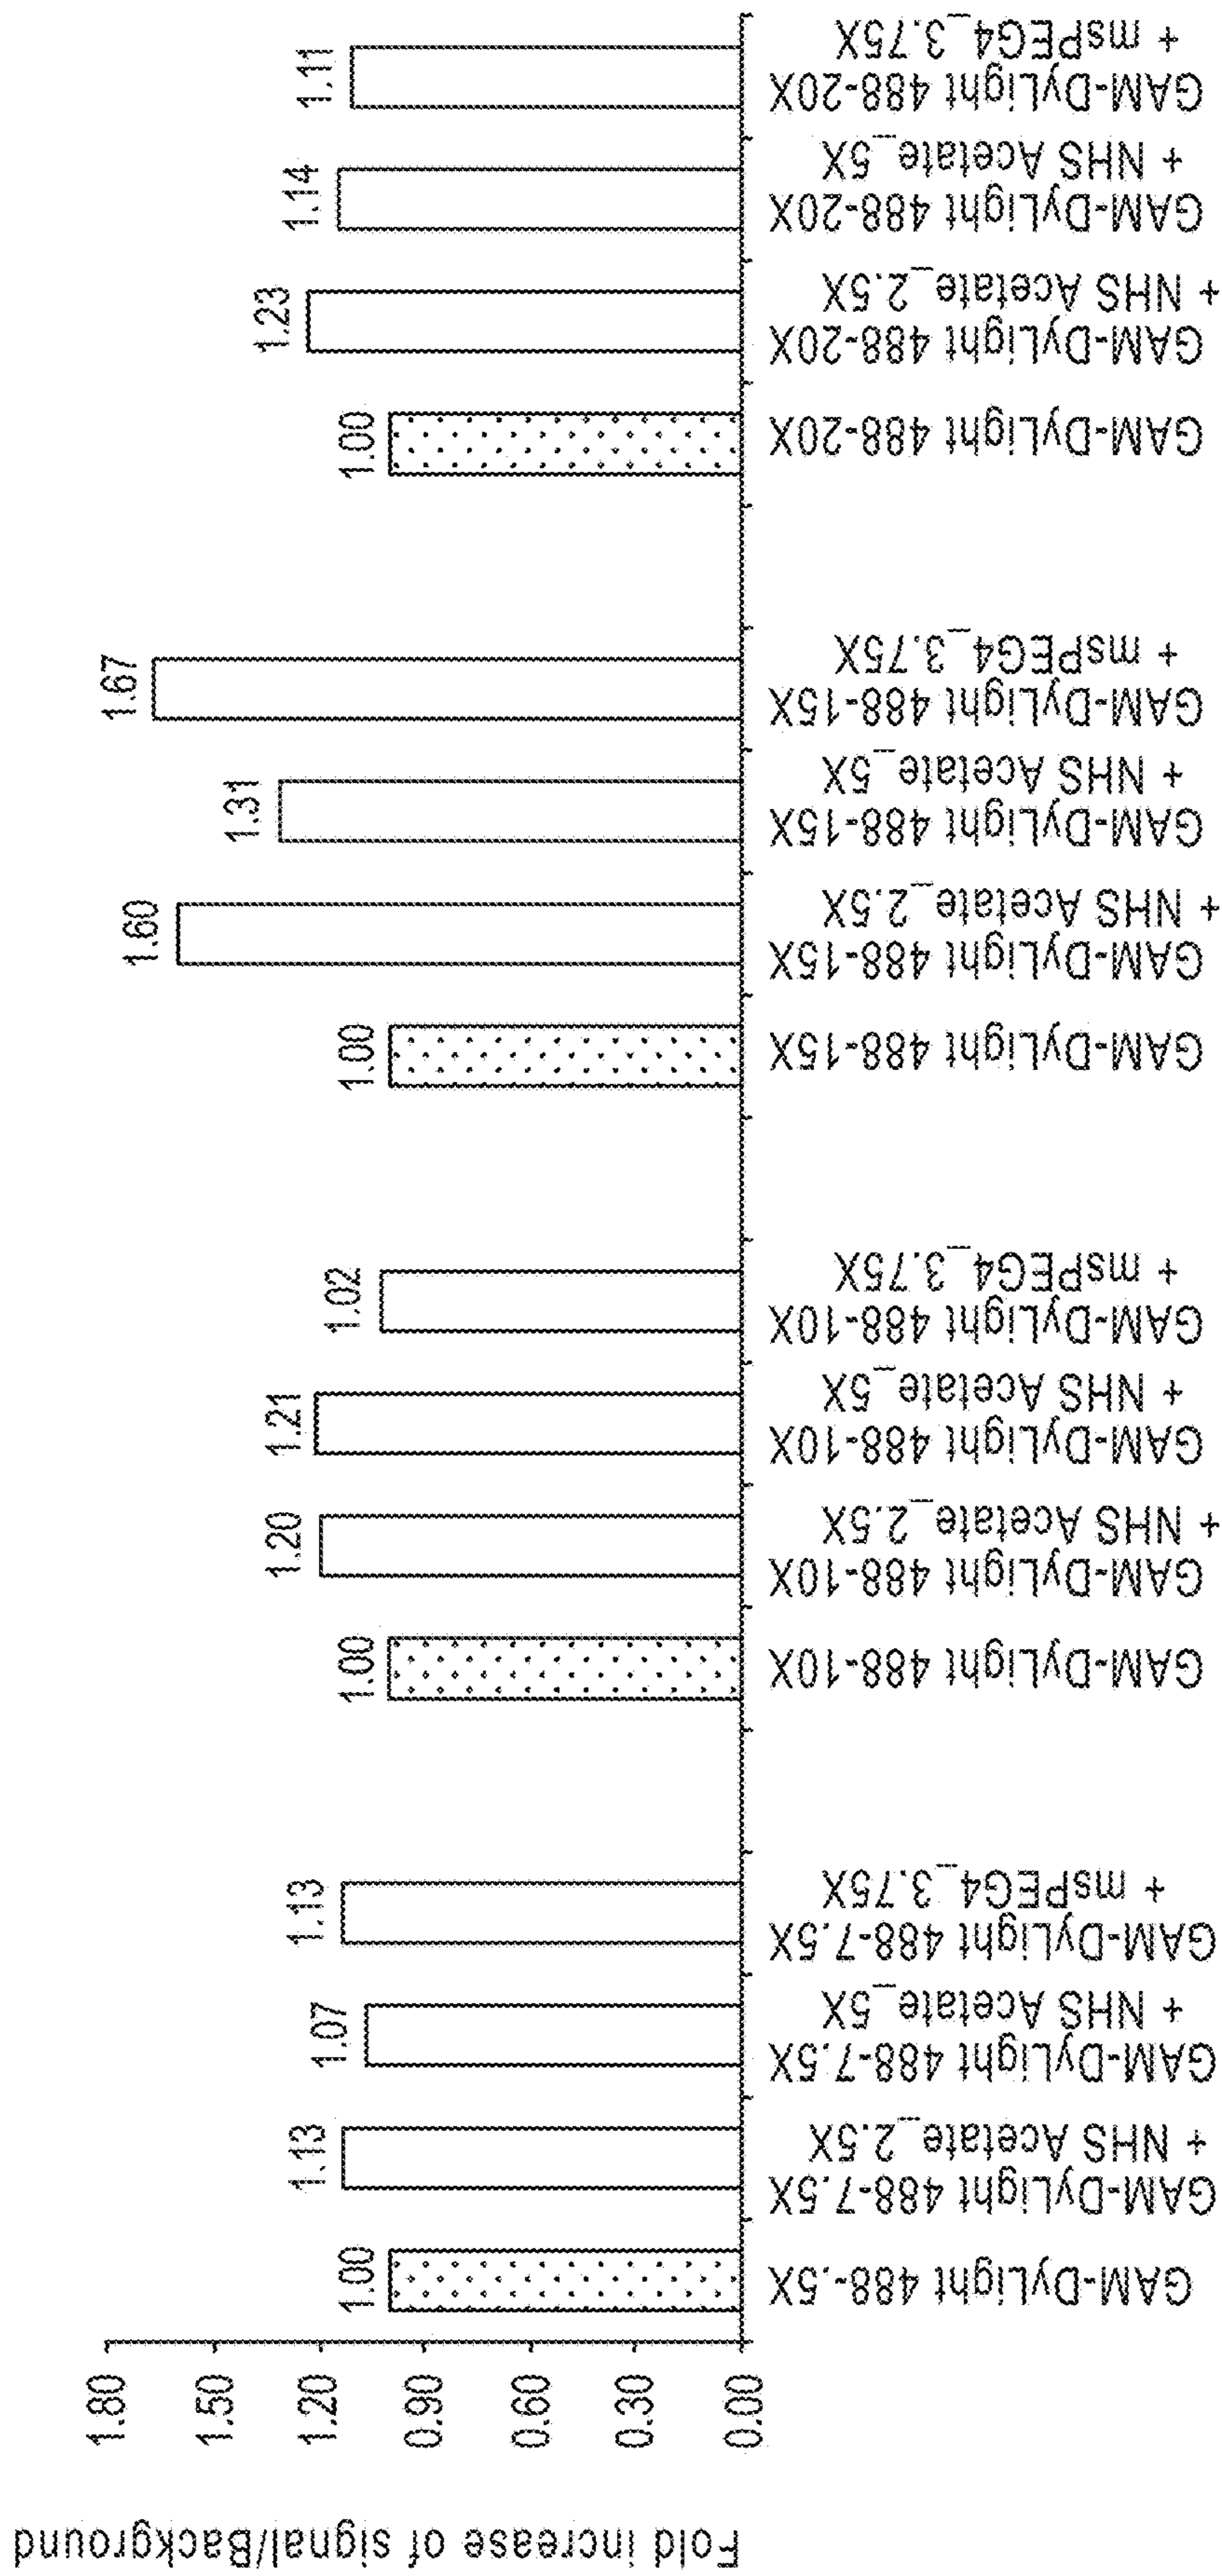 Fold increase of signal/Background
1.80
1.50
1.20
0.90
0.60
0.30
0.00
1.00
1.13
1.07
1.13
1.00
1.20
1.21
1.02
1.00
1.60
1.31
1.67
1.00
1.23
1.14
1.11
GAM-DyLight 488-.5X
GAM-DyLight 488-7.5X
+ NHS Acetate_2.5X
GAM-DyLight 488-7.5X
+ NHS Acetate_5X
GAM-DyLight 488-7.5X
+ msPEG4_3.75X
GAM-DyLight 488-10X
GAM-DyLight 488-10X
+ NHS Acetate_2.5X
GAM-DyLight 488-10X
+ NHS Acetate_5X
GAM-DyLight 488-10X
+ msPEG4_3.75X
GAM-DyLight 488-15X
GAM-DyLight 488-15X
+ NHS Acetate_2.5X
GAM-DyLight 488-15X
+ NHS Acetate_5X
GAM-DyLight 488-15X
+ msPEG4_3.75X
GAM-DyLight 488-20X
GAM-DyLight 488-20X
+ NHS Acetate_2.5X
GAM-DyLight 488-20X
+ NHS Acetate_5X
GAM-DyLight 488-20X
+ msPEG4_3.75X